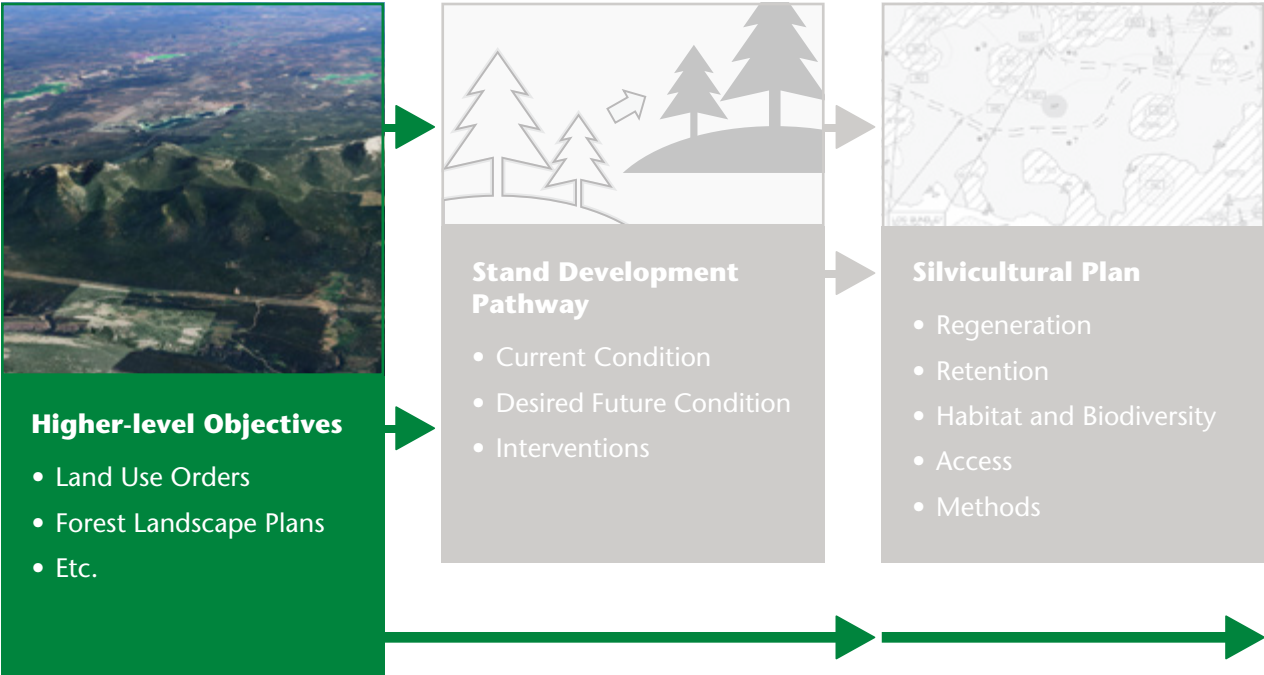 Higher-level Objectives
• Land Use Orders
• Forest Landscape Plans
• Etc.
Stand Development
Pathway
• Current Condition
• Desired Future Condition
• Interventions
Silvicultural Plan
• Regeneration
• Retention
• Habitat and Biodiversity
• Access
• Methods